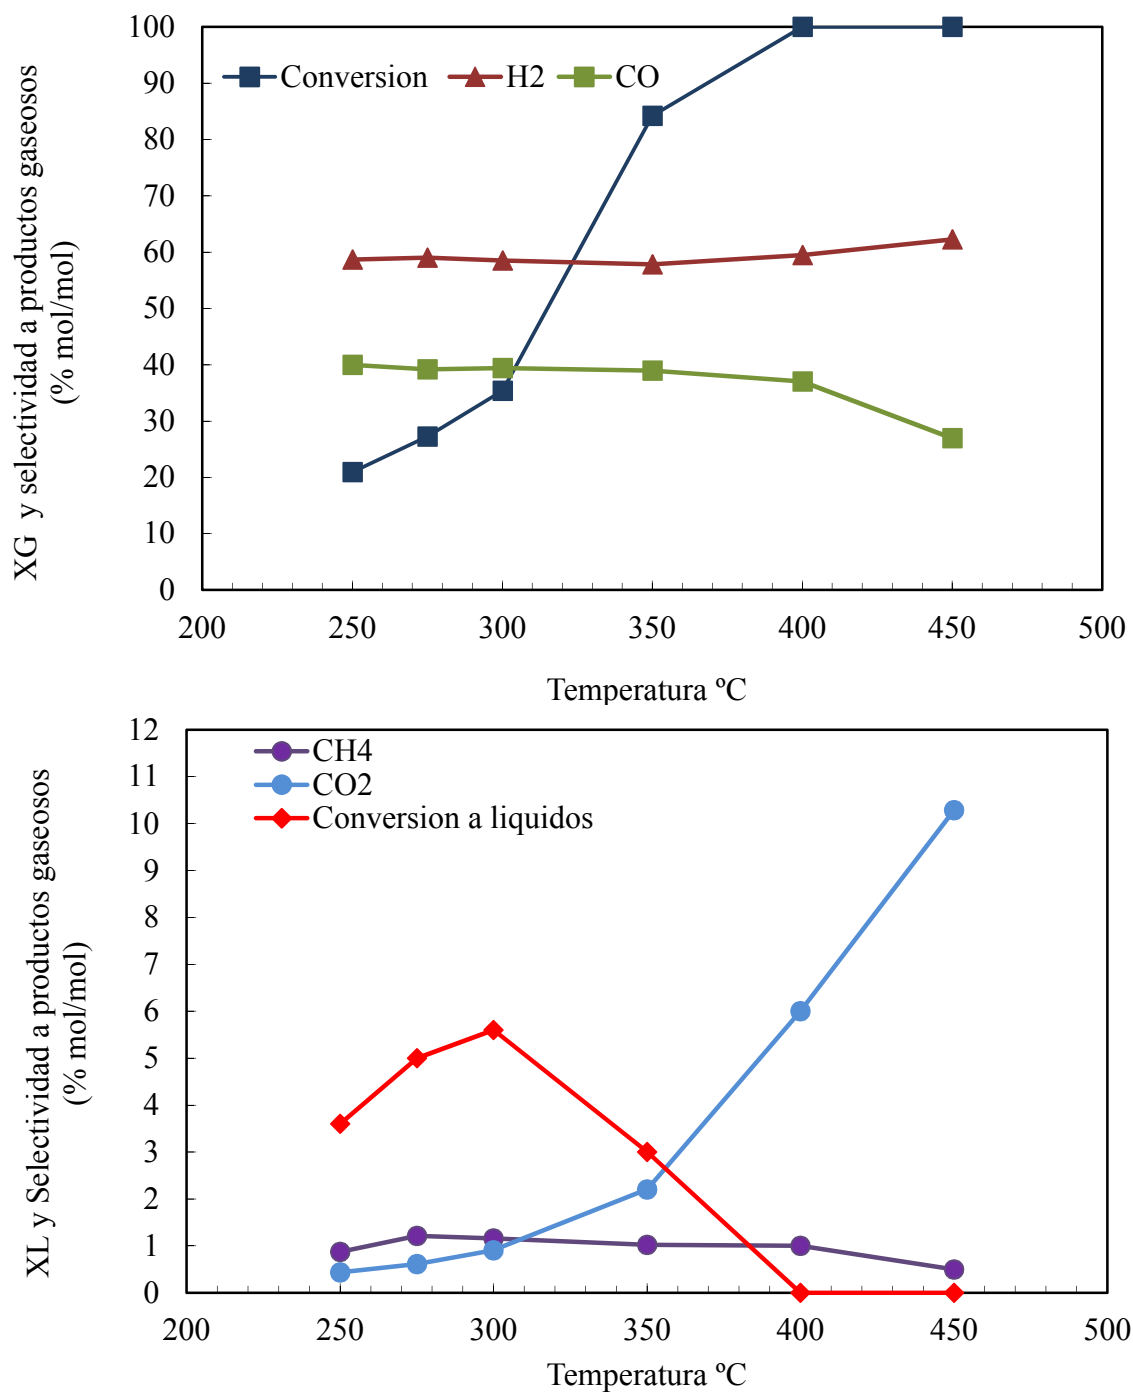 XG y selectividad a productos gaseosos
(% mol/mol)
100
90
80
70
60
50
40
30
20
10
0
Conversion
H2
CO
200 250 300 350 400 450 500
Temperatura ºC
XL y Selectividad a productos gaseosos
(% mol/mol)
12
11
10
9
8
7
6
5
4
3
2
1
0
CH4
CO2
Conversion a liquidos
200 250 300 350 400 450 500
Temperatura ºC